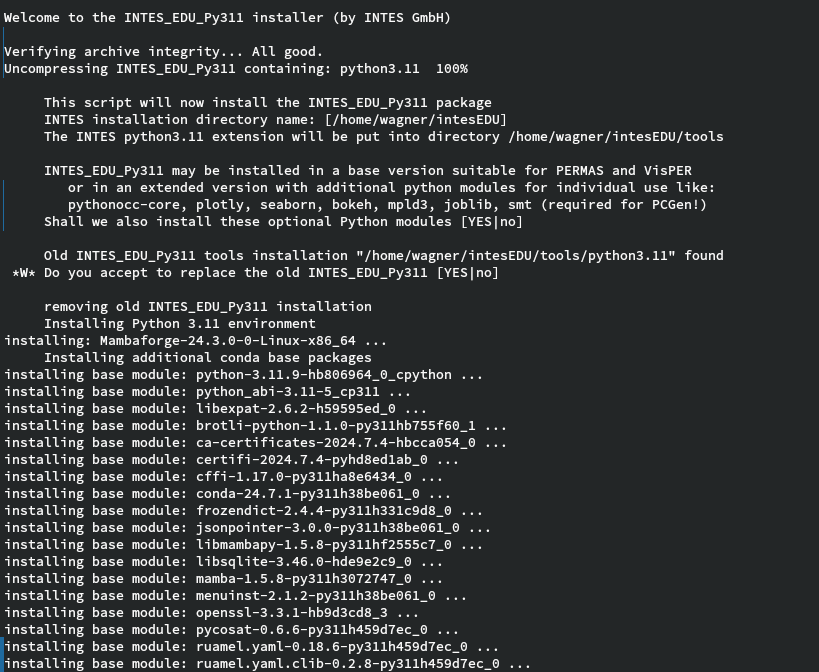 Welcome to the INTES_EDU_Py311 installer (by INTES GmbH)
Verifying archive integrity... All good.
Uncompressing INTES_EDU_Py311 containing: python3.11  100%
This script will now install the INTES_EDU_Py311 package
INTES installation directory name: [/home/wagner/intesEDU]
The INTES python3.11 extension will be put into directory /home/wagner/intesEDU/tools
INTES_EDU_Py311 may be installed in a base version suitable for PERMAS and VisPER
or in an extended version with additional python modules for individual use like:
pythonocc-core, plotly, seaborn, bokeh, mpld3, joblib, smt (required for PCGen!)
Shall we also install these optional Python modules [YES|no]
Old INTES_EDU_Py311 tools installation "/home/wagner/intesEDU/tools/python3.11" found
*W* Do you accept to replace the old INTES_EDU_Py311 [YES|no]
removing old INTES_EDU_Py311 installation
Installing Python 3.11 environment
installing: Mambaforge-24.3.0-0-Linux-x86_64 ...
Installing additional conda base packages
installing base module: python-3.11.9-hb806964_0_cpython ...
installing base module: python_abi-3.11-5_cp311 ...
installing base module: libexpat-2.6.2-h59595ed_0 ...
installing base module: brotli-python-1.1.0-py311hb755f60_1 ...
installing base module: ca-certificates-2024.7.4-hbcca054_0 ...
installing base module: certifi-2024.7.4-pyhd8ed1ab_0 ...
installing base module: cffi-1.17.0-py311ha8e6434_0 ...
installing base module: conda-24.7.1-py311h38be061_0 ...
installing base module: frozendict-2.4.4-py311h331c9d8_0 ...
installing base module: jsonpointer-3.0.0-py311h38be061_0 ...
installing base module: libmambapy-1.5.8-py311hf2555c7_0 ...
installing base module: libsqlite-3.46.0-hde9e2c9_0 ...
installing base module: mamba-1.5.8-py311h3072747_0 ...
installing base module: menuinst-2.1.2-py311h38be061_0 ...
installing base module: openssl-3.3.1-hb9d3cd8_3 ...
installing base module: pycosat-0.6.6-py311h459d7ec_0 ...
installing base module: ruamel.yaml-0.18.6-py311h459d7ec_0 ...
installing base module: ruamel.yaml.clib-0.2.8-py311h459d7ec_0 ...